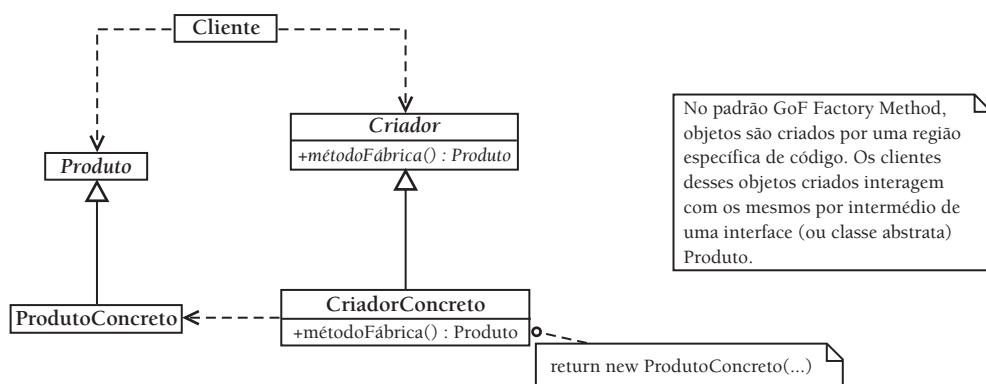 Cliente
Criador
+métodoFábrica() : Produto
Produto
No padrão GoF Factory Method,
objetos são criados por uma região
específica de código. Os clientes
desses objetos criados interagem
com os mesmos por intermédio de
uma interface (ou classe abstrata)
Produto.
ProdutoConcreto
CriadorConcreto
+métodoFábrica() : Produto
return new ProdutoConcreto(...)